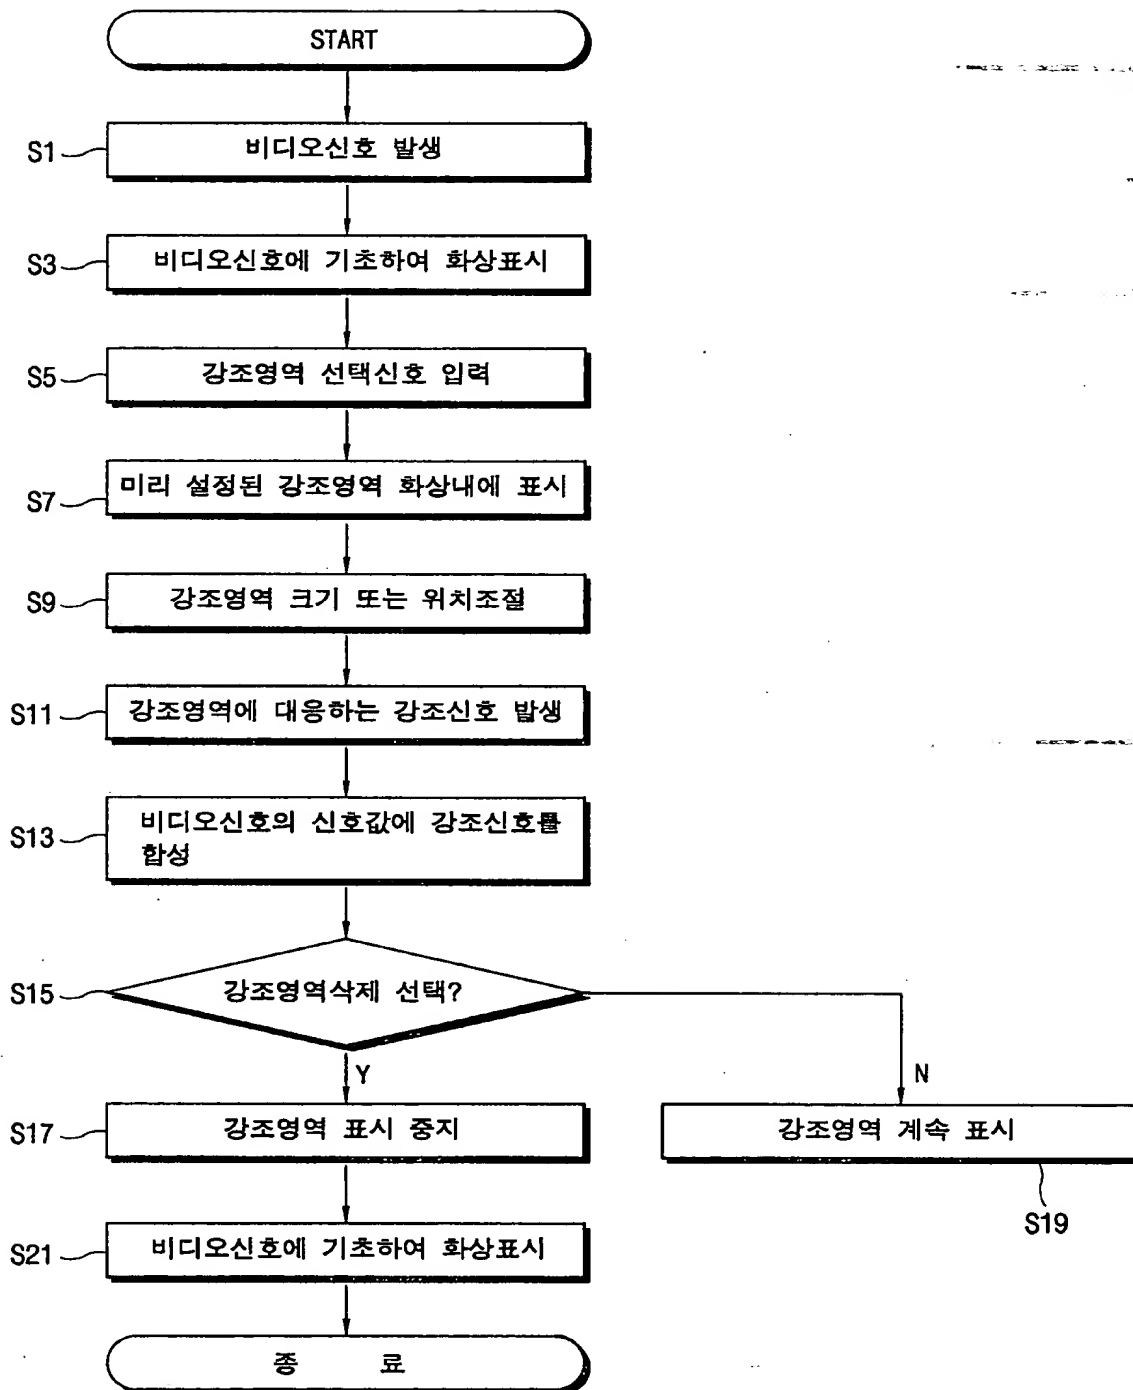 START
S1
비디오신호 발생
S3
비디오신호에 기초하여 화상표시
S5
강조영역 선택신호 입력
S7
미리 설정된 강조영역 화상내에 표시
S9
강조영역 크기 또는 위치조절
S11
강조영역에 대응하는 강조신호 발생
S13
비디오신호의 신호값에 강조신호를
합성
S15
강조영역삭제 선택?
Y
N
S17
강조영역 표시 중지
강조영역 계속 표시
S19
S21
비디오신호에 기초하여 화상표시
종 료